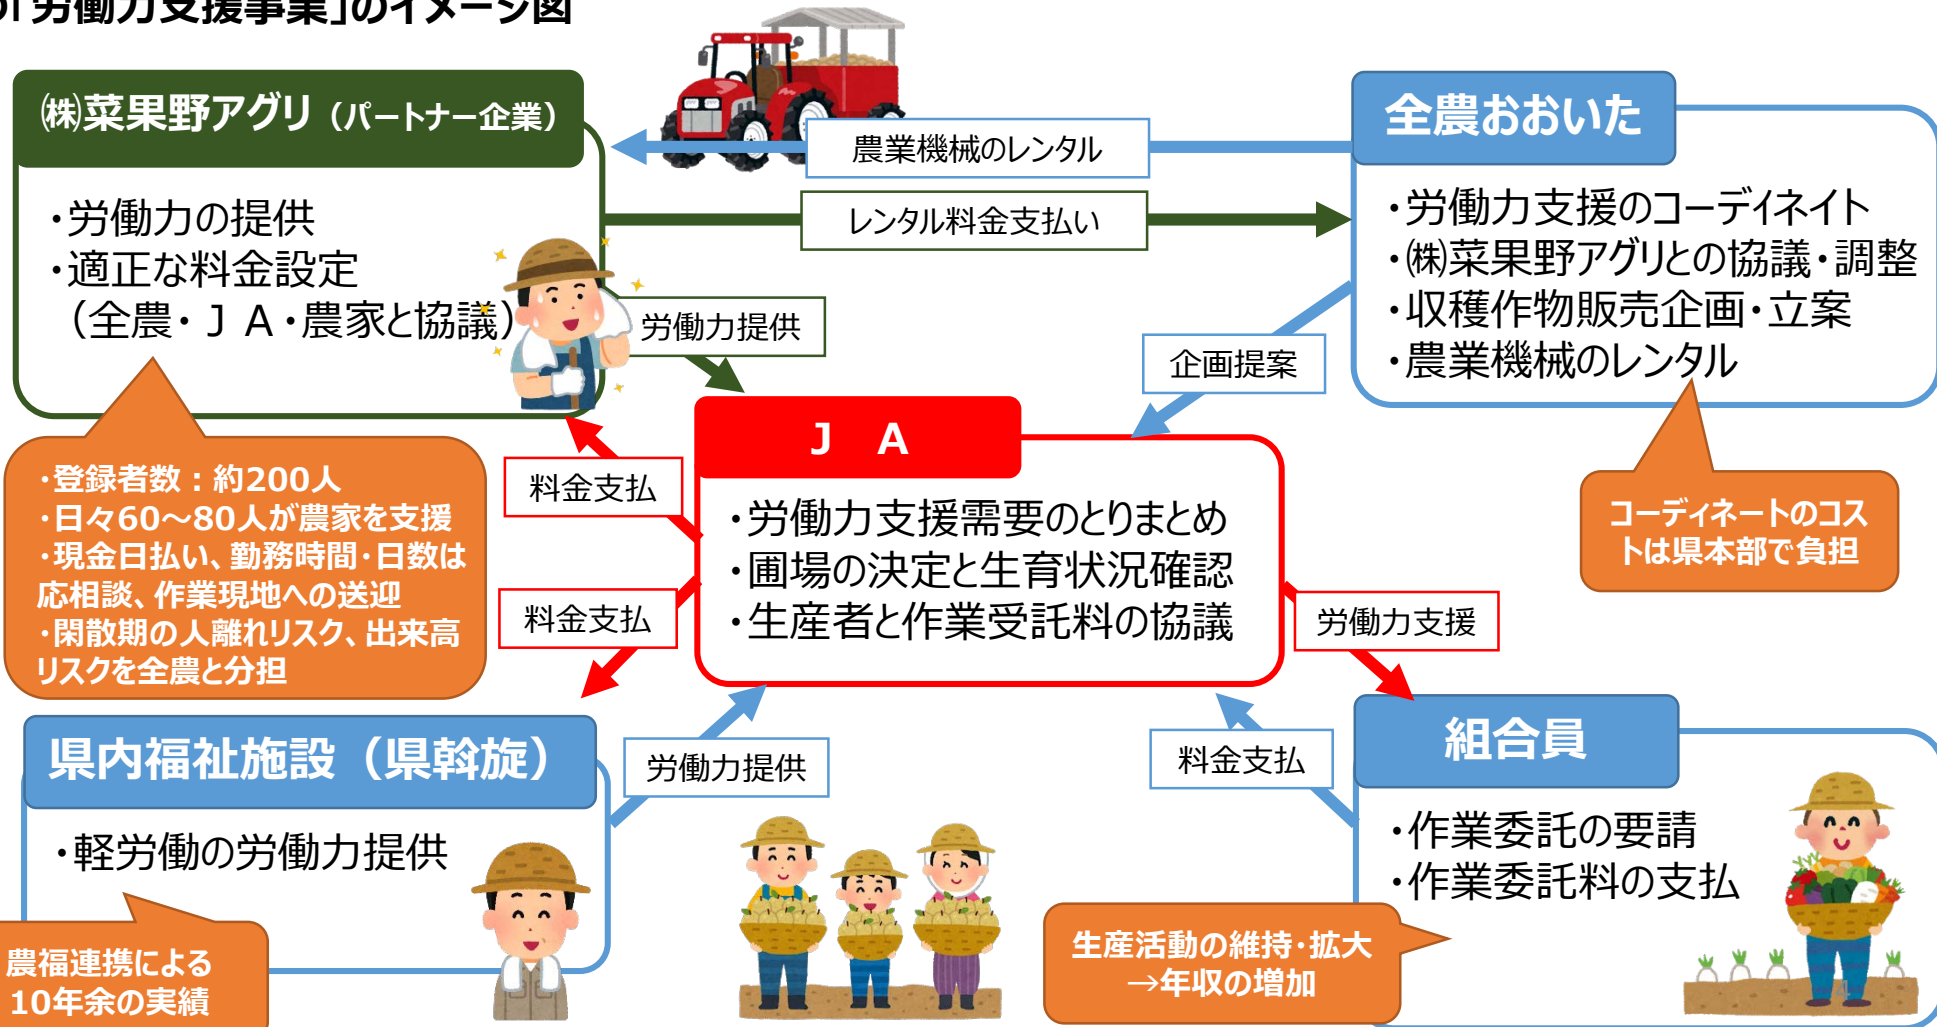 の「労働力支援事業」のイメージ図
㈱菜果野アグリ（パートナー企業）
・労働力の提供
・適正な料金設定
（全農・ＪＡ・農家と協議）
農業機械のレンタル
レンタル料金支払い
全農おおいた
・労働力支援のコーディネイト
・㈱菜果野アグリとの協議・調整
・収穫作物販売企画・立案
・農業機械のレンタル
労働力提供
企画提案
・登録者数：約200人
・日々60～80人が農家を支援
・現金日払い、勤務時間・日数は
応相談、作業現地への送迎
・閑散期の人離れリスク、出来高
リスクを全農と分担
料金支払
料金支払
ＪＡ
・労働力支援需要のとりまとめ
・圃場の決定と生育状況確認
・生産者と作業受託料の協議
コーディネートのコス
トは県本部で負担
労働力支援
県内福祉施設（県斡旋）
・軽労働の労働力提供
農福連携による
10年余の実績
労働力提供
料金支払
組合員
・作業委託の要請
・作業委託料の支払
生産活動の維持・拡大
→年収の増加
4